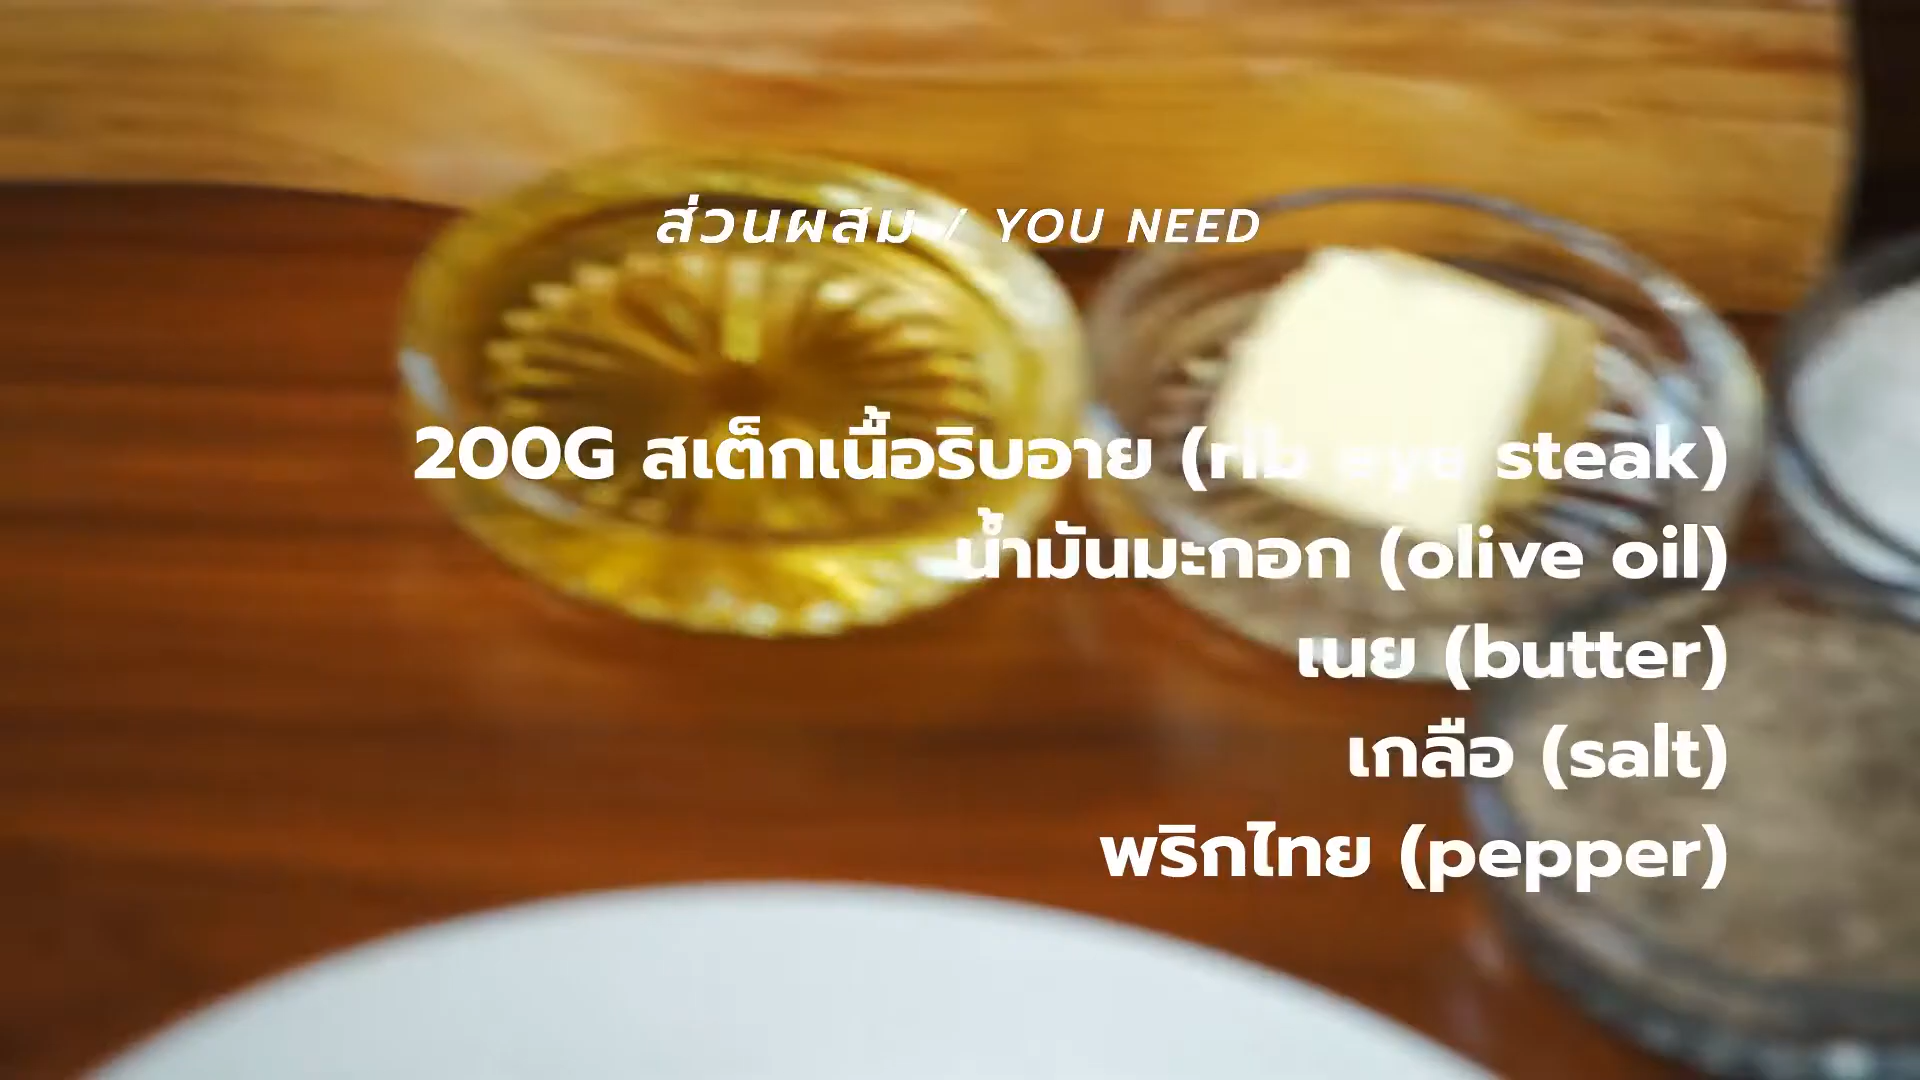 ส่วนผสม / YOU NEED
200G สเต็กเนื้อริบอาย (rib eye steak)
น้ำมันมะกอก (olive oil)
เนย (butter)
เกลือ (salt)
พริกไทย (pepper)